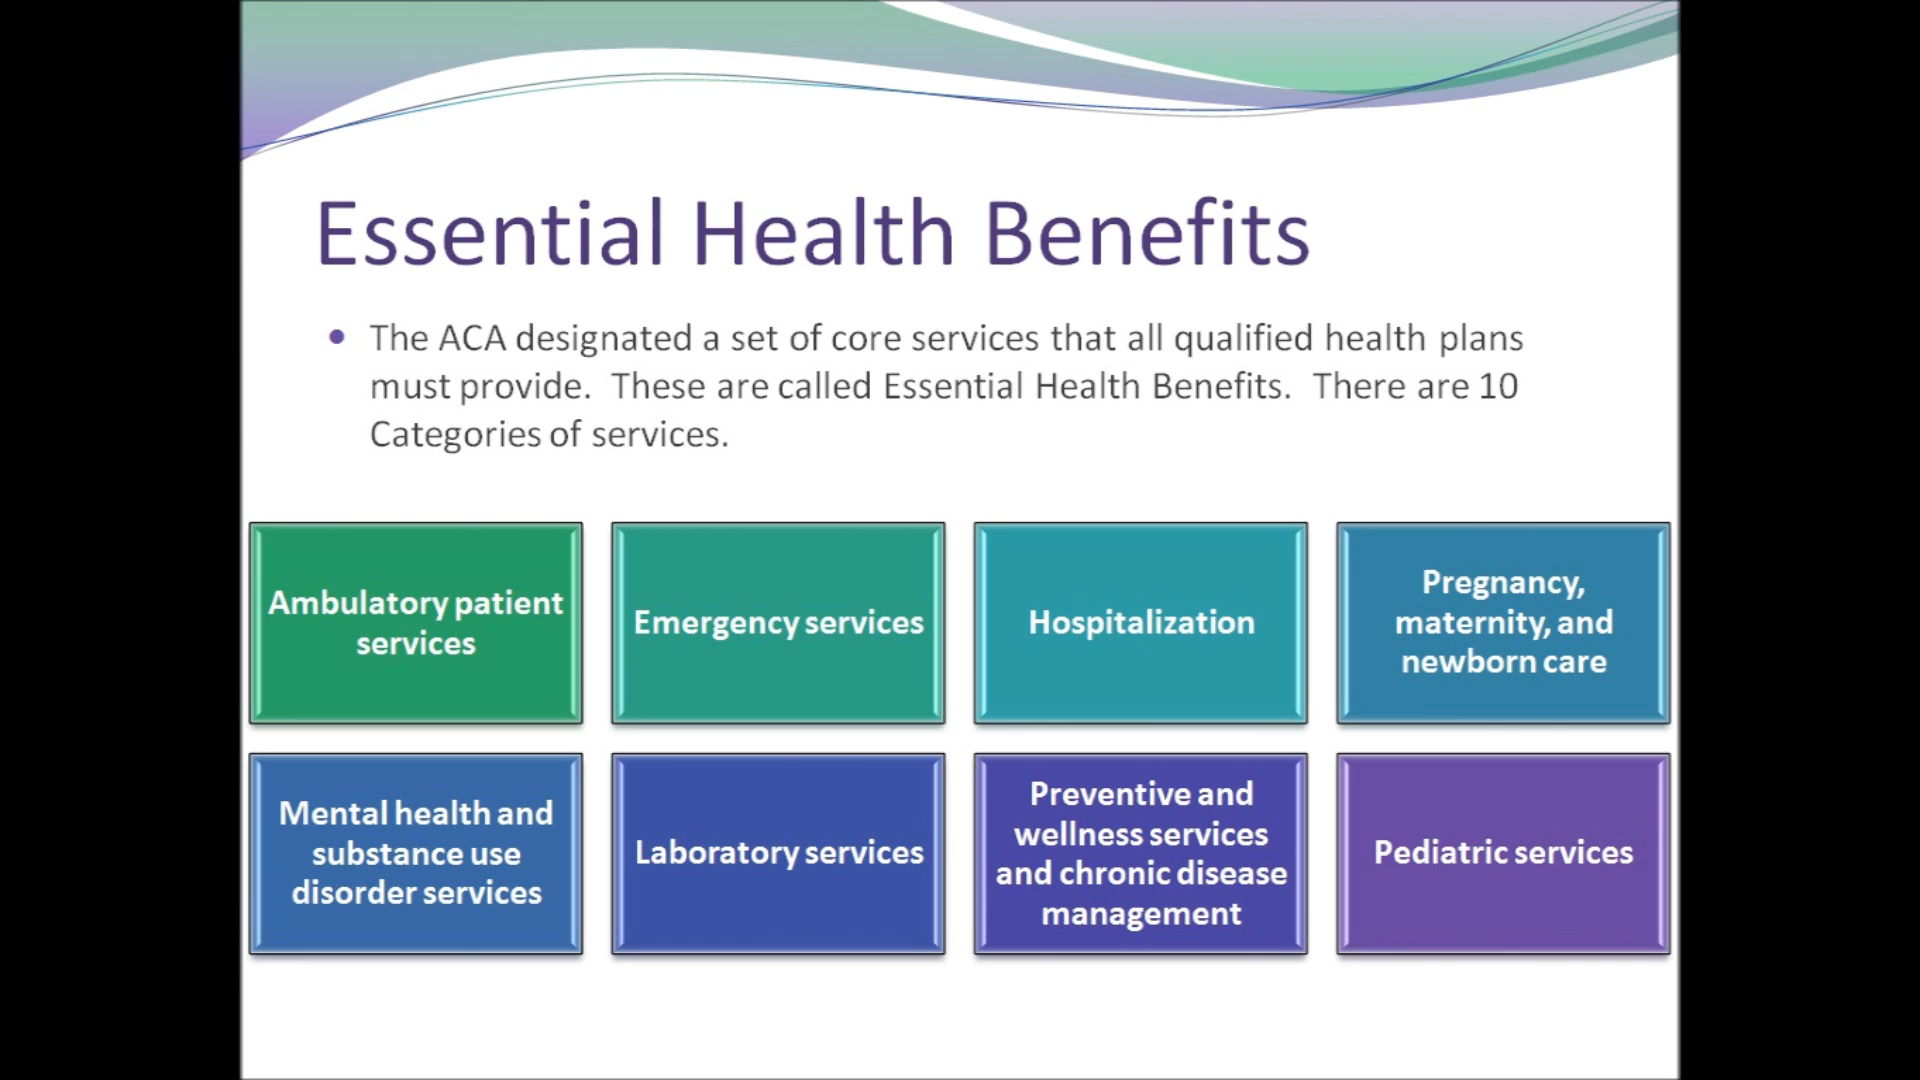 Essential Health Benefits
The ACA designated a set of core services that all qualified health plans
must provide. These are called Essential Health Benefits. There are 10
Categories of services.
Ambulatory patient
services
Emergency services
Hospitalization
Pregnancy,
maternity, and
newborn care
Mental health and
substance use
disorder services
Laboratory services
Preventive and
wellness services
and chronic disease
management
Pediatric services